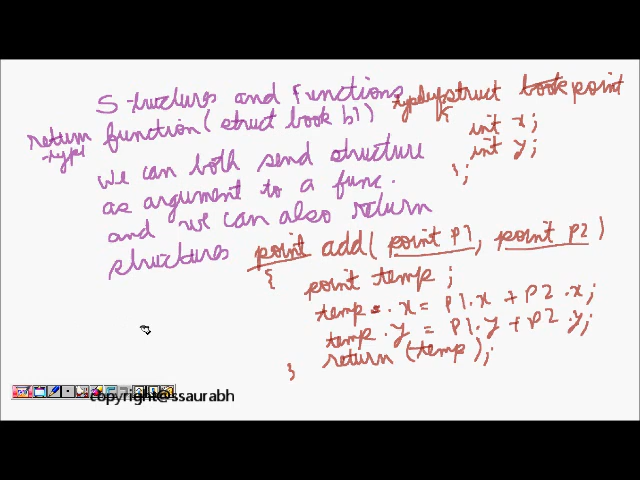 Structures and Functions
return-type function( struct book b1)
we can both send structure
as argument to a func.
and we can also return
structures
typedef struct book point
{
int x;
int y;
};
point add( point P1, point P2 )
{
point temp ;
temp . x = P1.x + P2 .x;
temp . y = P1.y + P2 .y;
return (temp);
}
copyright@ssaurabh